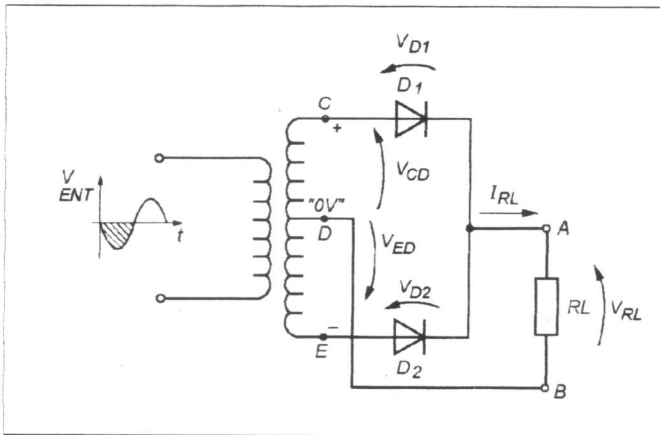 V_D1
D1
C
+
V_CD
V
ENT
t
"0V"
D
V_ED
I_RL
A
V_D2
RL
V_RL
−
E
D2
B